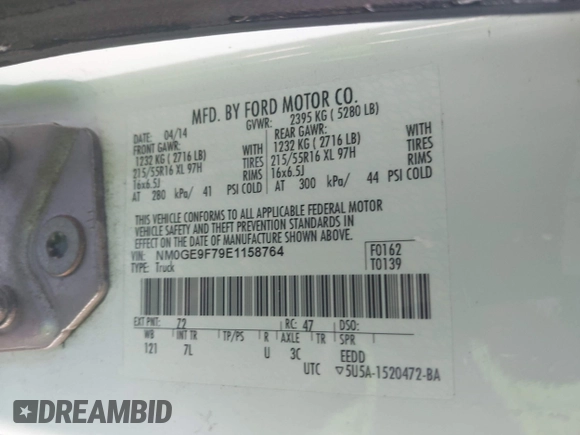 MFD. BY FORD MOTOR CO.
DATE: 04/14 GVWR: 2395 KG ( 5280 LB)
FRONT GAWR: REAR GAWR:
1232 KG (2716 LB) WITH 1232 KG (2716 LB) WITH
215/55R16 XL 97H TIRES 215/55R16 XL 97H TIRES
16x6.5J RIMS 16x6.5J RIMS
AT 280 kPa/ 41 PSI COLD AT 300 kPa/ 44 PSI COLD
THIS VEHICLE CONFORMS TO ALL APPLICABLE FEDERAL MOTOR
VEHICLE SAFETY AND THEFT PREVENTION STANDARDS IN
EFFECT ON THE DATE OF MANUFACTURE SHOWN ABOVE.
VIN: NM0GE9F79E1158764 F0162
TYPE: Truck T0139
EXT PNT: 72 RC: 47 DSO:
WB INT TR TP/PS R AXLE TR SPR
121 7L U 3C EEDD
UTC ▽5U5A-1520472-BA
DREAMBID